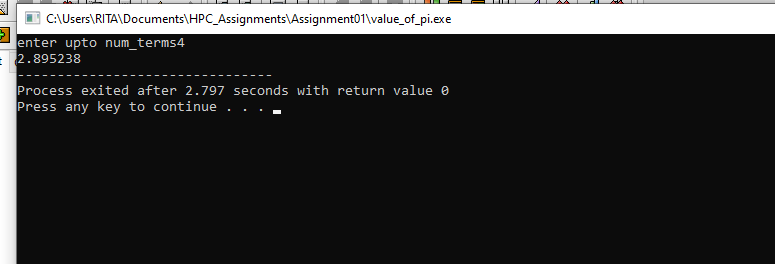 C:\Users\RITA\Documents\HPC_Assignments\Assignment01\value_of_pi.exe
enter upto num_terms4
2.895238
--------------------------------
Process exited after 2.797 seconds with return value 0
Press any key to continue . . .